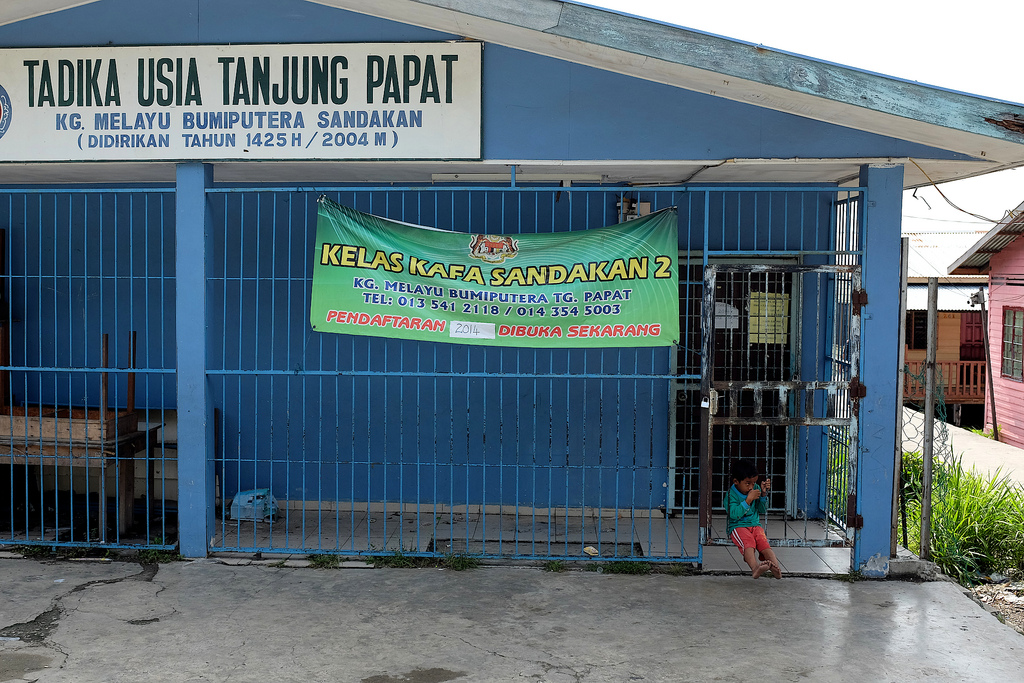 TADIKA USIA TANJUNG PAPAT
KG. MELAYU BUMIPUTERA SANDAKAN
( DIDIRIKAN TAHUN 1425 H / 2004 M )
KELAS KAFA SANDAKAN 2
KG. MELAYU BUMIPUTERA TG. PAPAT
TEL: 013 541 2118 / 014 354 5003
PENDAFTARAN 2014 DIBUKA SEKARANG